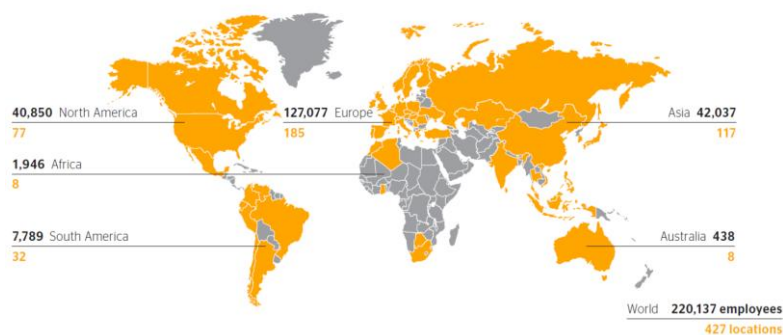 40,850 North America
77
127,077 Europe
185
Asia 42,037
117
1,946 Africa
8
7,789 South America
32
Australia 438
8
World 220,137 employees
427 locations